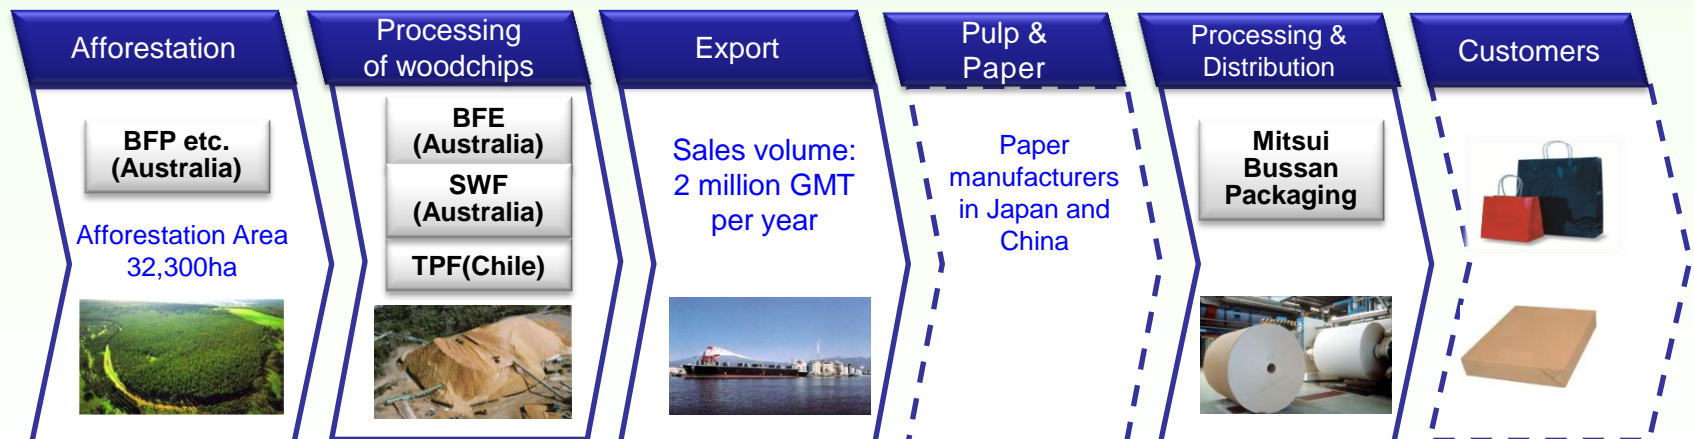 Afforestation
BFP etc.
(Australia)
Afforestation Area
32,300ha
Processing
of woodchips
BFE
(Australia)
SWF
(Australia)
TPF(Chile)
Export
Sales volume:
2 million GMT
per year
Pulp &
Paper
Paper
manufacturers
in Japan and
China
Processing &
Distribution
Mitsui
Bussan
Packaging
Customers